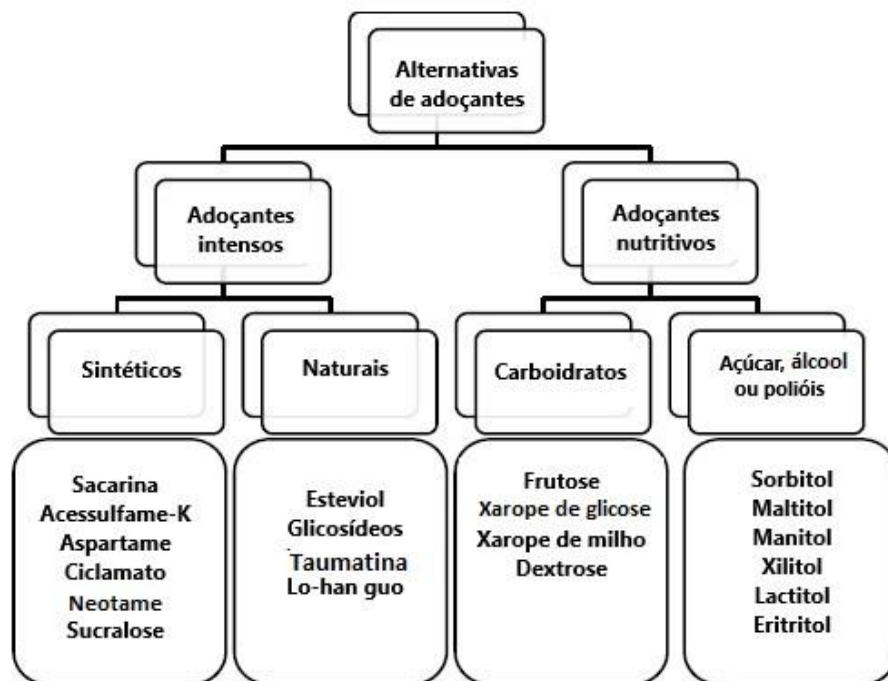 Alternativas
de adoçantes
Adoçantes
intensos
Adoçantes
nutritivos
Sintéticos
Naturais
Carboidratos
Açúcar, álcool
ou polióis
Sacarina
Acessulfame-K
Aspartame
Ciclamato
Neotame
Sucralose
Esteviol
Glicosídeos
Taumatina
Lo-han guo
Frutose
Xarope de glicose
Xarope de milho
Dextrose
Sorbitol
Maltitol
Manitol
Xilitol
Lactitol
Eritritol